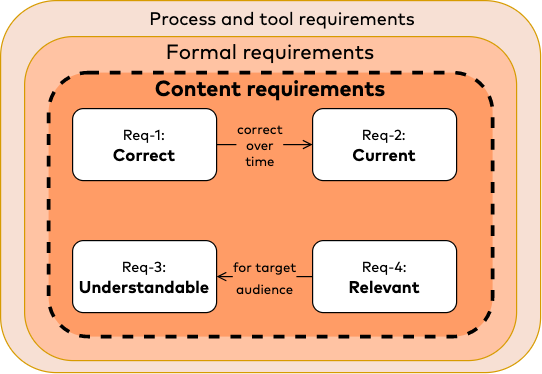 Process and tool requirements
Formal requirements
Content requirements
Req-1:
Correct
correct
over
time
Req-2:
Current
Req-3:
Understandable
for target
audience
Req-4:
Relevant